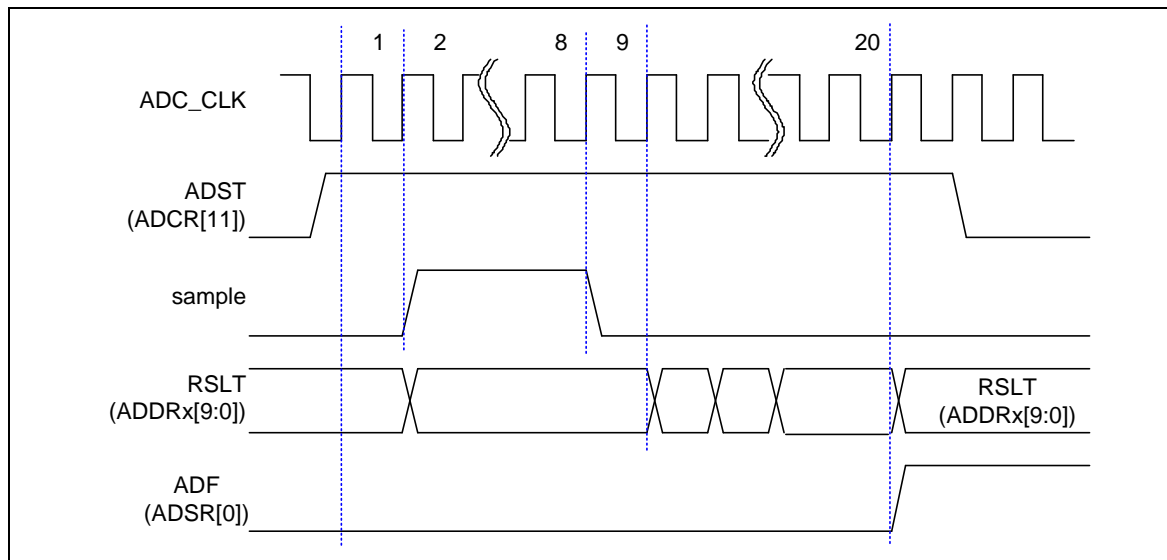 1 2 8 9 20
ADC_CLK
ADST
(ADCR[11])
sample
RSLT
(ADDRx[9:0])
RSLT
(ADDRx[9:0])
ADF
(ADSR[0])